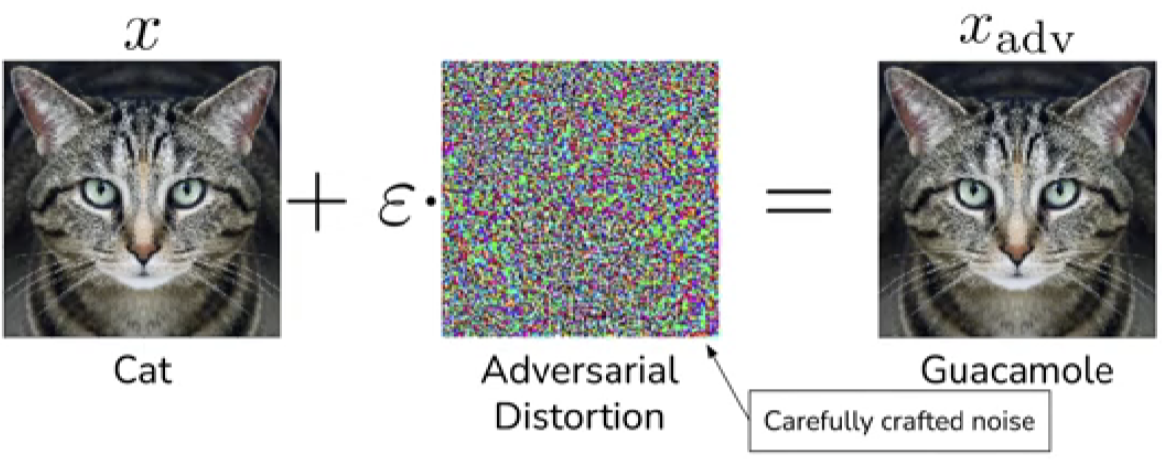 x
x_adv
+ ε·
=
Cat
Adversarial
Distortion
Guacamole
Carefully crafted noise